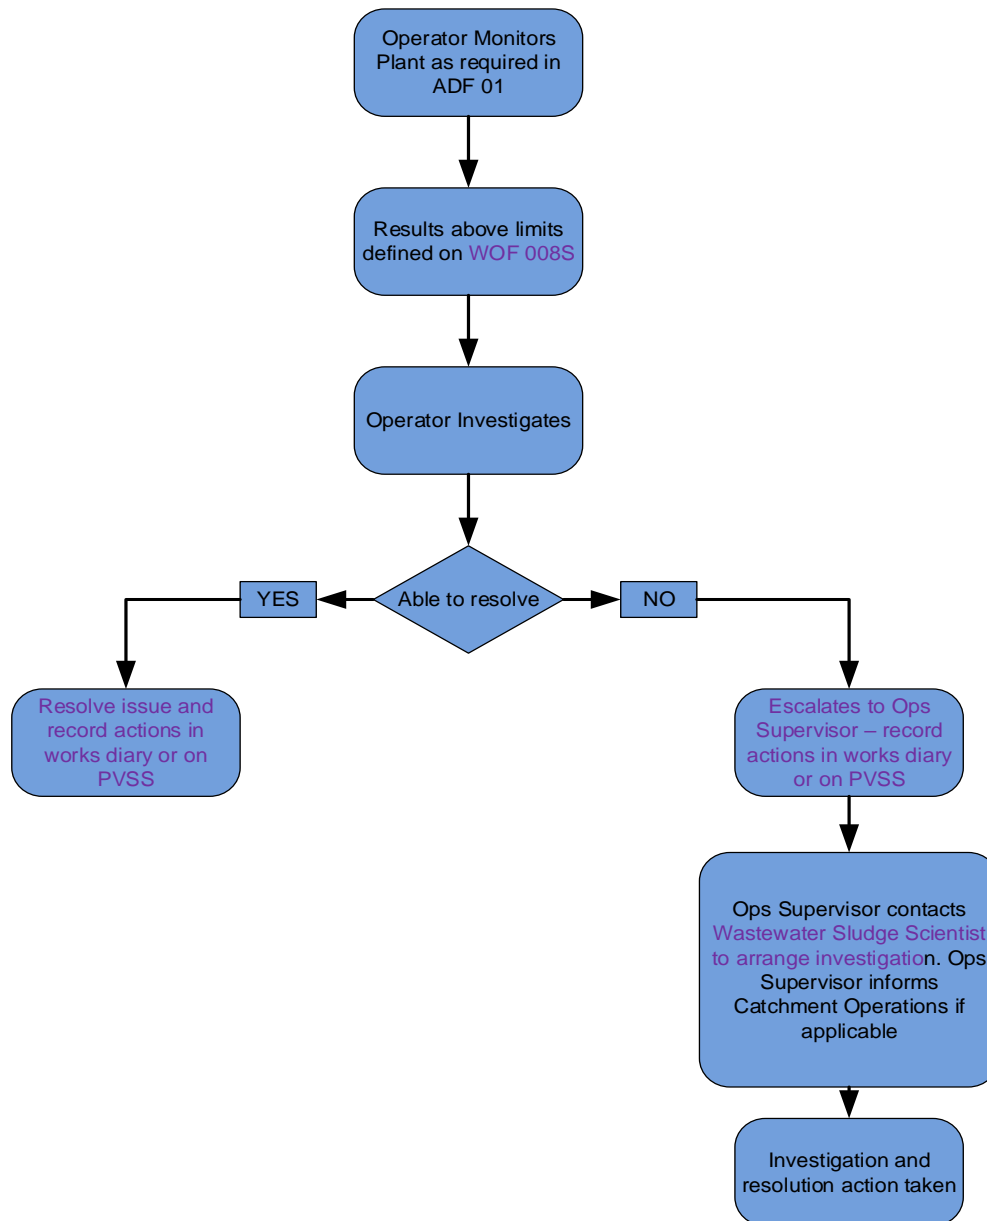 Operator Monitors
Plant as required in
ADF 01
Results above limits
defined on WOF 008S
Operator Investigates
Able to resolve
YES
NO
Resolve issue and
record actions in
works diary or on
PVSS
Escalates to Ops
Supervisor – record
actions in works diary
or on PVSS
Ops Supervisor contacts
Wastewater Sludge Scientist
to arrange investigation. Ops
Supervisor informs
Catchment Operations if
applicable
Investigation and
resolution action taken